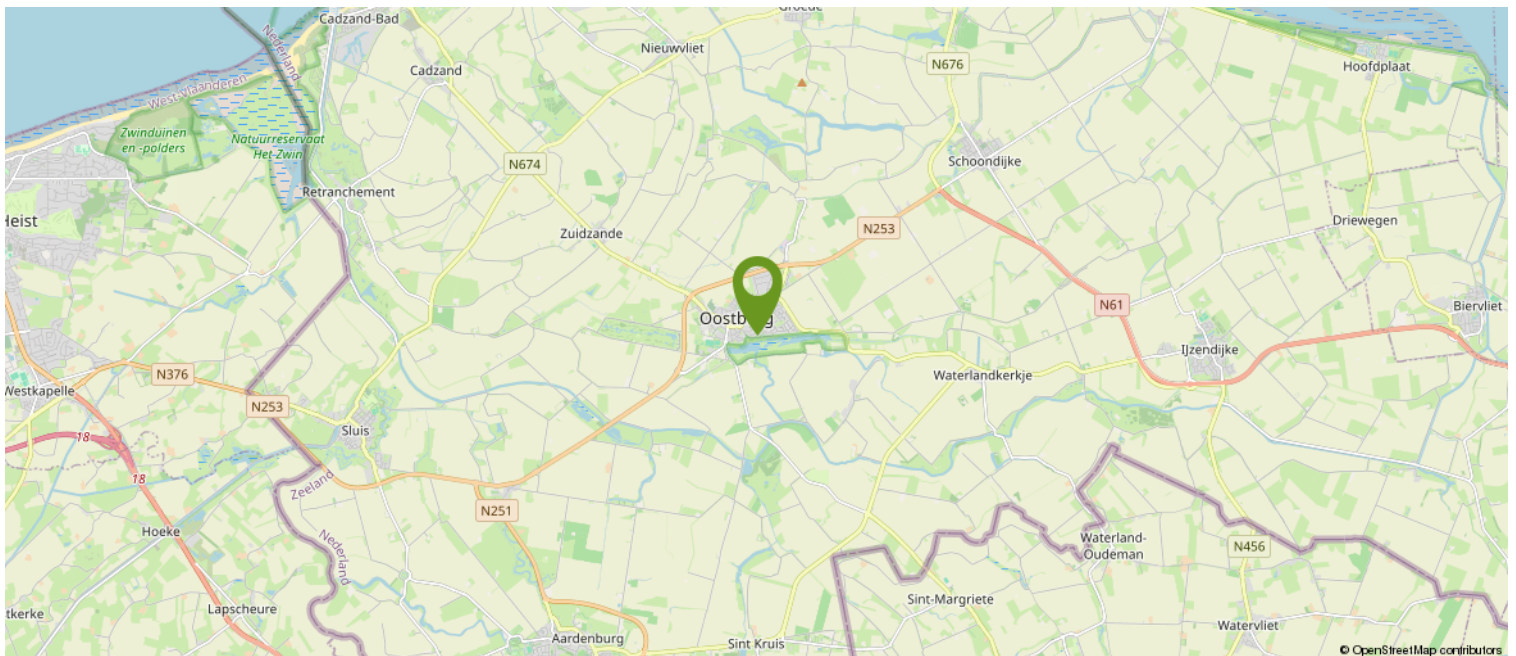 Cadzand-Bad
Nederland
Nieuwvliet
Cadzand
N676
Hoofdplaat
West-Vlaanderen
Zwinduinen
en -polders
Natuurreservaat
Het Zwin
N674
Schoondijke
Retranchement
Heist
Zuidzande
N253
Driewegen
N61
Biervliet
Oostburg
IJzendijke
N376
Westkapelle
Waterlandkerkje
N253
Sluis
18
18
Zeeland
N251
Hoeke
Nederland
Waterland-
Oudeman
N456
Lapscheure
Sint-Margriete
tkerke
Aardenburg
Sint Kruis
Watervliet
© OpenStreetMap contributors